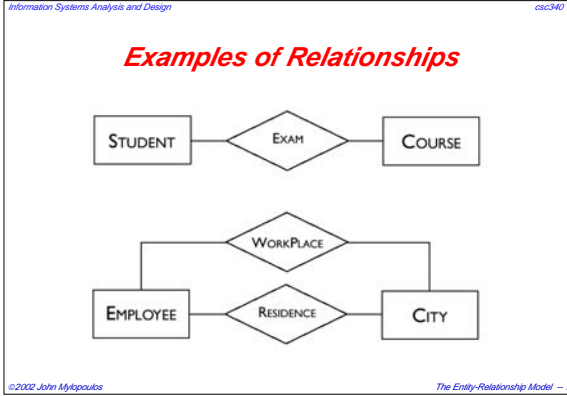 Information Systems Analysis and Design csc340
Examples of Relationships
STUDENT EXAM COURSE
WORKPLACE
EMPLOYEE RESIDENCE CITY
©2002 John Mylopoulos The Entity-Relationship Model --